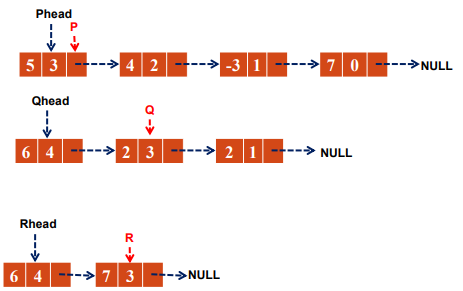 Phead
P
5 3 4 2 -3 1 7 0 NULL
Qhead
Q
6 4 2 3 2 1 NULL
Rhead
R
6 4 7 3 NULL